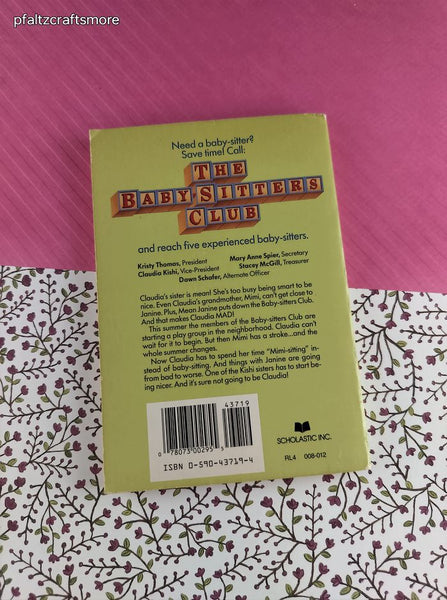 pfaltzcraftsmore
Need a baby-sitter?
Save time! Call:
THE
BABY-SITTERS
CLUB
and reach five experienced baby-sitters.
Kristy Thomas, President Mary Anne Spier, Secretary
Claudia Kishi, Vice-President Stacey McGill, Treasurer
Dawn Schafer, Alternate Officer
Claudia's sister is mean! She's too busy being smart to be
nice. Even Claudia's grandmother, Mimi, can't get close to
Janine. Plus, Mean Janine puts down the Baby-sitters Club.
And that makes Claudia MAD!
This summer the members of the Baby-sitters Club are
starting a play group in the neighborhood. Claudia can't
wait for it to begin. But then Mimi has a stroke...and the
whole summer changes.
Now Claudia has to spend her time "Mimi-sitting" in-
stead of baby-sitting. And things with Janine are going
from bad to worse. One of the Kishi sisters has to start be-
ing nicer. And it's sure not going to be Claudia!
43719
0 78073 00295 3
ISBN 0-590-43719-4
SCHOLASTIC INC.
RL4 008-012